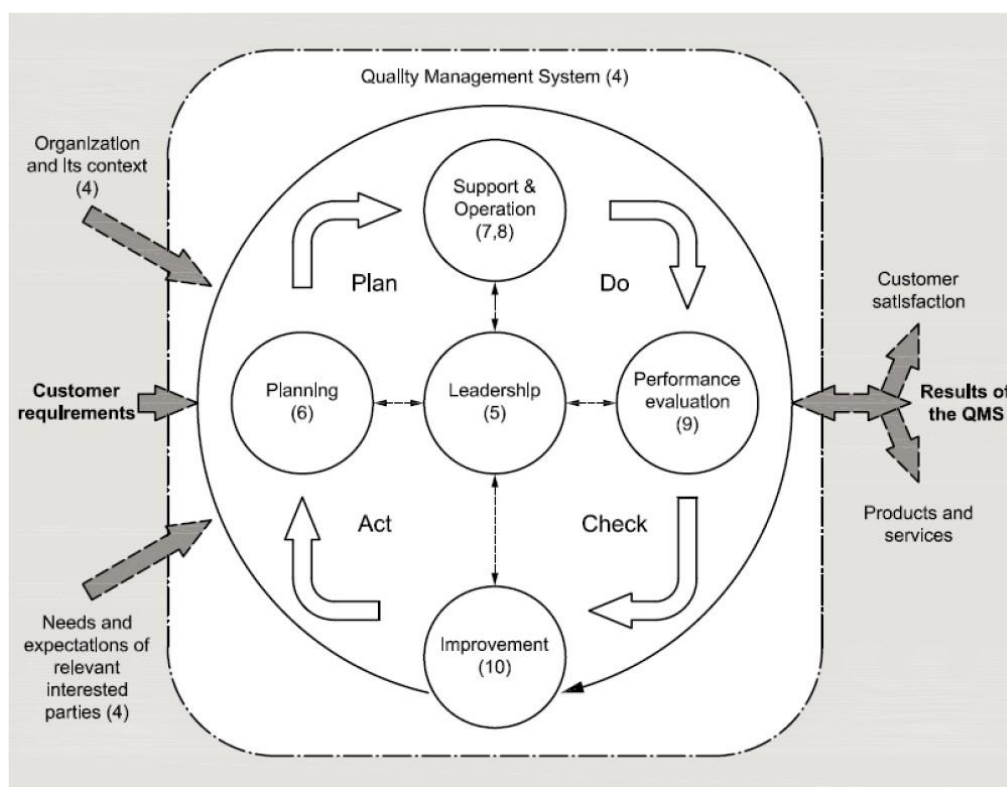 Quality Management System (4)
Organization
and its context
(4)
Support &
Operation
(7,8)
Plan
Do
Customer
satisfaction
Customer
requirements
Planning
(6)
Leadership
(5)
Performance
evaluation
(9)
Results of
the QMS
Act
Check
Products and
services
Needs and
expectations of
relevant
interested
parties (4)
Improvement
(10)